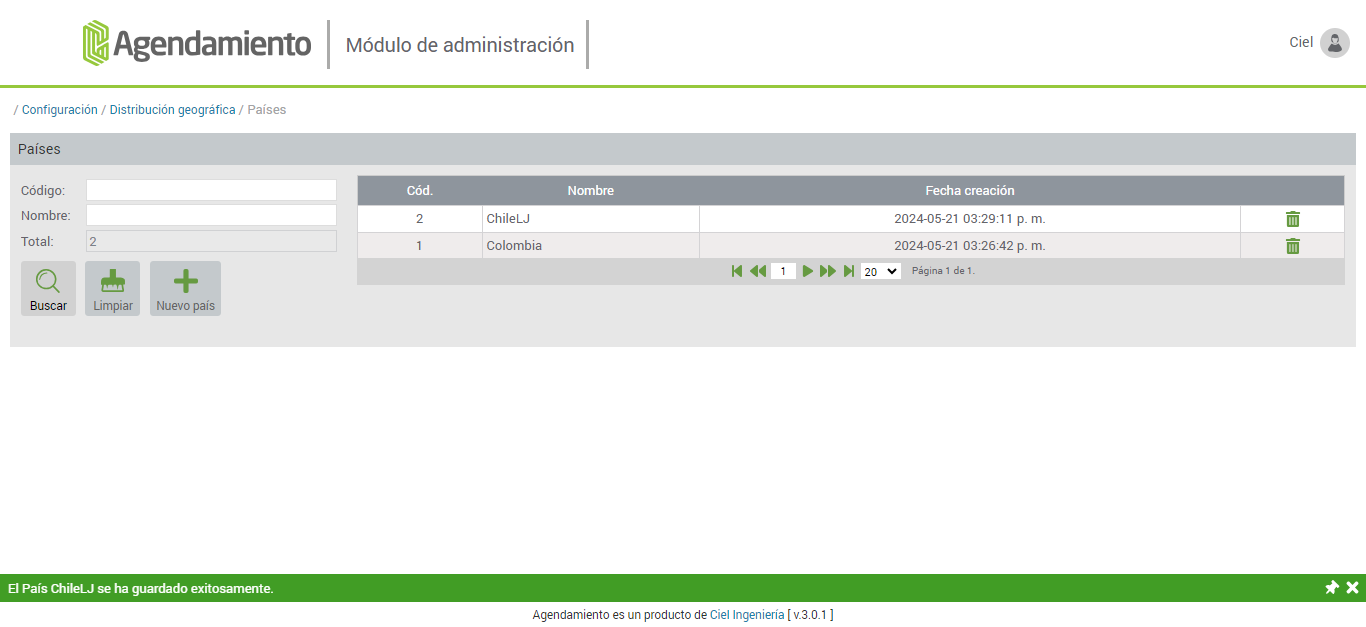 Agendamiento
Módulo de administración
Ciel
/ Configuración / Distribución geográfica / Países
Países
Código:
Nombre:
Total: 2
Buscar
Limpiar
Nuevo país
Cód. Nombre Fecha creación
2 ChileLJ 2024-05-21 03:29:11 p. m.
1 Colombia 2024-05-21 03:26:42 p. m.
1 20 Página 1 de 1.
El País ChileLJ se ha guardado exitosamente.
Agendamiento es un producto de Ciel Ingeniería [ v.3.0.1 ]